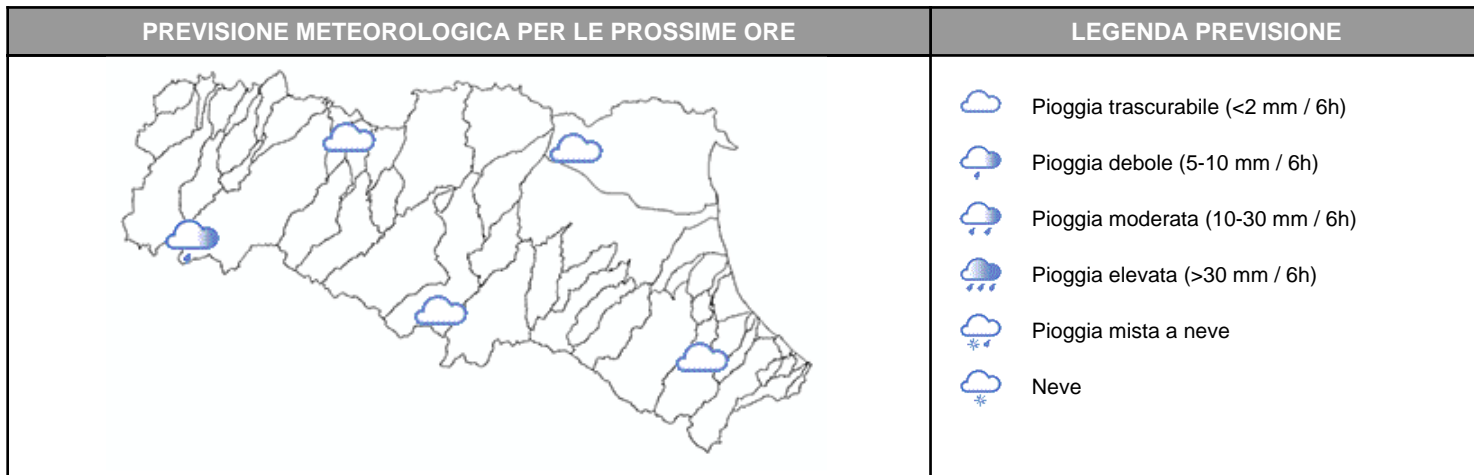 PREVISIONE METEOROLOGICA PER LE PROSSIME ORE
LEGENDA PREVISIONE
Pioggia trascurabile (<2 mm / 6h)
Pioggia debole (5-10 mm / 6h)
Pioggia moderata (10-30 mm / 6h)
Pioggia elevata (>30 mm / 6h)
Pioggia mista a neve
Neve